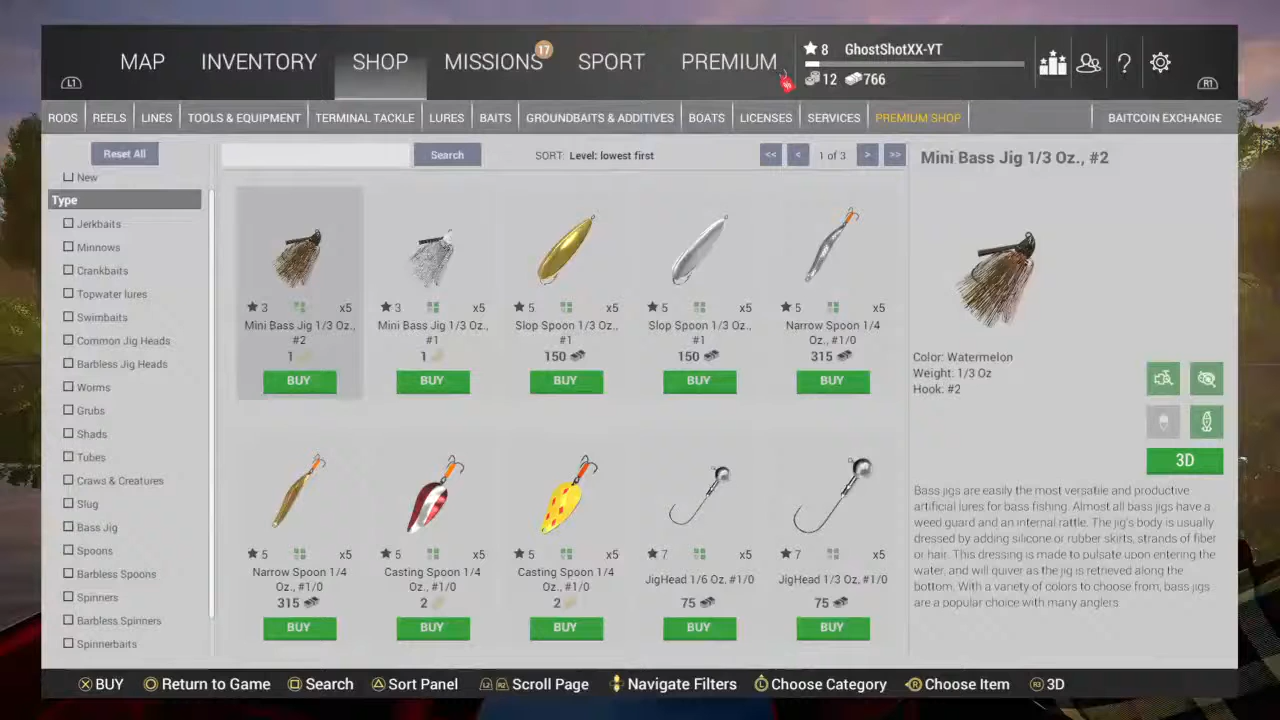 MAP INVENTORY SHOP MISSIONS 17 SPORT PREMIUM
8 GhostShotXX-YT
12 766
L1 R1
RODS REELS LINES TOOLS & EQUIPMENT TERMINAL TACKLE LURES BAITS GROUNDBAITS & ADDITIVES BOATS LICENSES SERVICES PREMIUM SHOP BAITCOIN EXCHANGE
Reset All
Search SORT: Level: lowest first << < 1 of 3 > >>
New
Type
Jerkbaits
Minnows
Crankbaits
Topwater lures
Swimbaits
Common Jig Heads
Barbless Jig Heads
Worms
Grubs
Shads
Tubes
Craws & Creatures
Slug
Bass Jig
Spoons
Barbless Spoons
Spinners
Barbless Spinners
Spinnerbaits
3 x5 3 x5 5 x5 5 x5 5 x5
Mini Bass Jig 1/3 Oz., Mini Bass Jig 1/3 Oz., Slop Spoon 1/3 Oz., Slop Spoon 1/3 Oz., Narrow Spoon 1/4
#2 #1 #1 #1 Oz., #1/0
1 1 150 150 315
BUY BUY BUY BUY BUY
5 x5 5 x5 5 x5 7 x5 7 x5
Narrow Spoon 1/4 Casting Spoon 1/4 Casting Spoon 1/4 JigHead 1/6 Oz. #1/0 JigHead 1/3 Oz. #1/0
Oz., #1/0 Oz., #1/0 Oz., #1/0
315 2 2 75 75
BUY BUY BUY BUY BUY
Mini Bass Jig 1/3 Oz., #2
Color: Watermelon
Weight: 1/3 Oz
Hook: #2
3D
Bass jigs are easily the most versatile and productive
artificial lures for bass fishing. Almost all bass jigs have a
weed guard and an internal rattle. The jig's body is usually
dressed by adding silicone or rubber skirts, strands of fiber
or hair. This dressing is made to pulsate upon entering the
water, and will quiver as the jig is retrieved along the
bottom. With a variety of colors to choose from, bass jigs
are a popular choice with many anglers.
BUY Return to Game Search Sort Panel L2 R2 Scroll Page Navigate Filters L Choose Category R Choose Item R3 3D